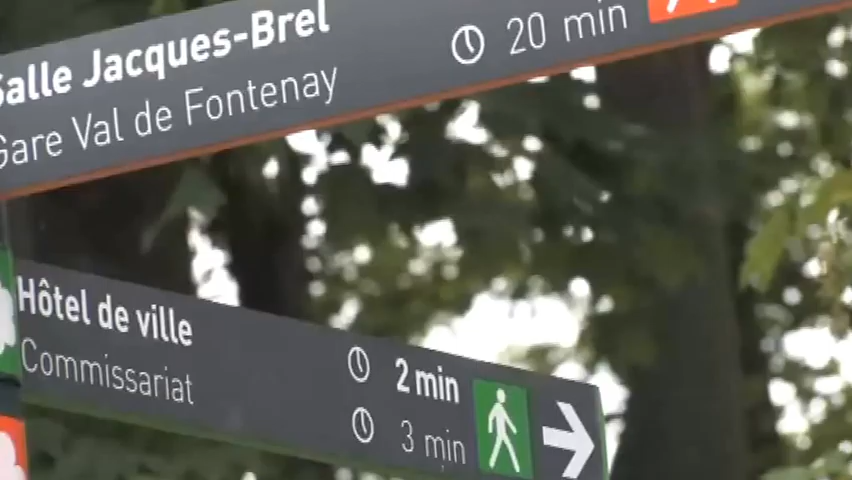 Salle Jacques-Brel
Gare Val de Fontenay 20 min
Hôtel de ville 2 min
Commissariat 3 min